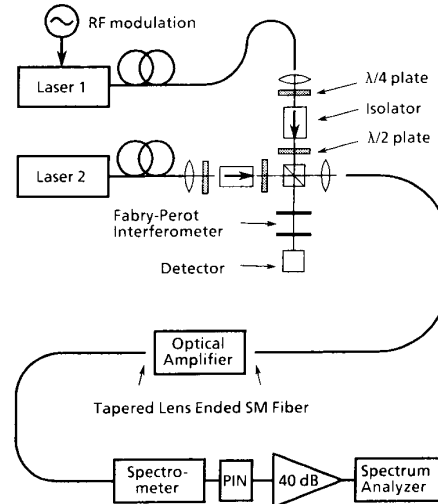 RF modulation
Laser 1
λ/4 plate
Isolator
λ/2 plate
Laser 2
Fabry-Perot
Interferometer
Detector
Optical
Amplifier
Tapered Lens Ended SM Fiber
Spectro-
meter
PIN
40 dB
Spectrum
Analyzer